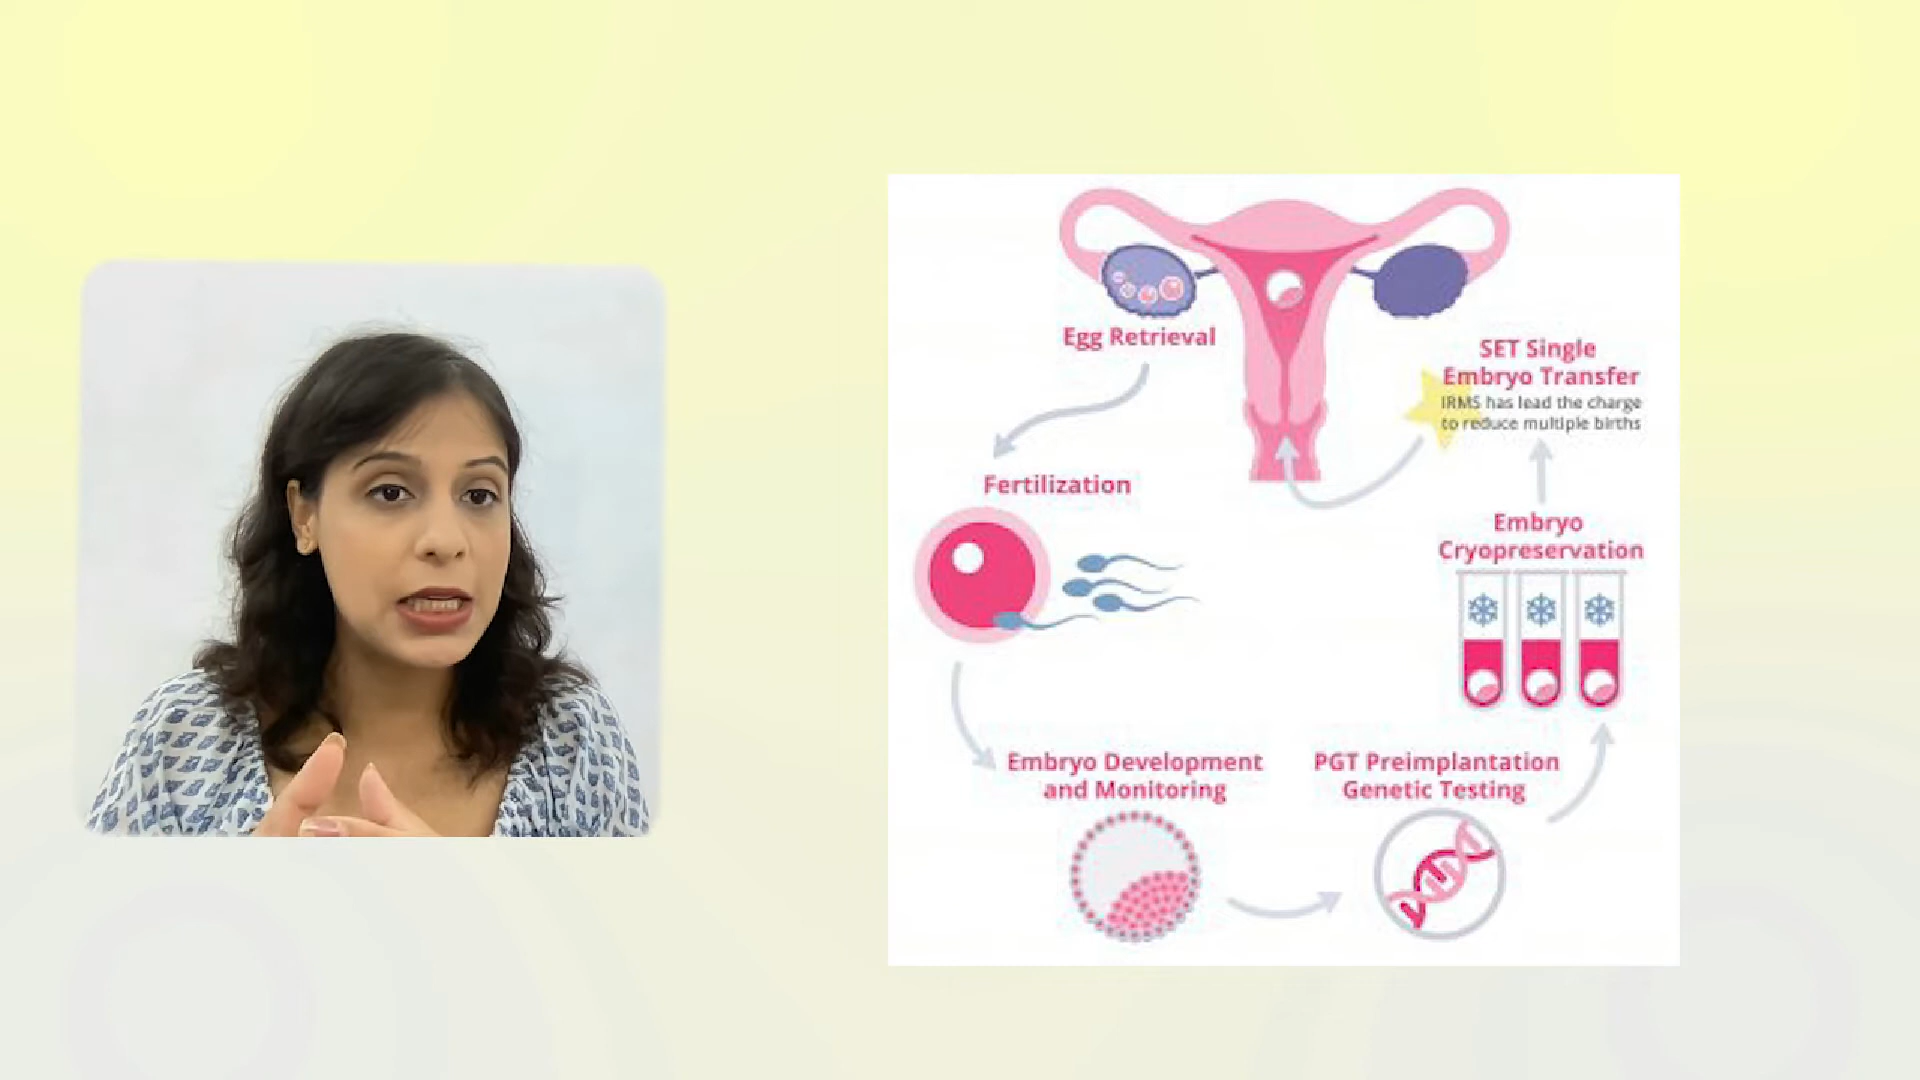 Egg Retrieval
Fertilization
Embryo Development
and Monitoring
PGT Preimplantation
Genetic Testing
Embryo
Cryopreservation
SET Single
Embryo Transfer
IRMS has lead the charge
to reduce multiple births